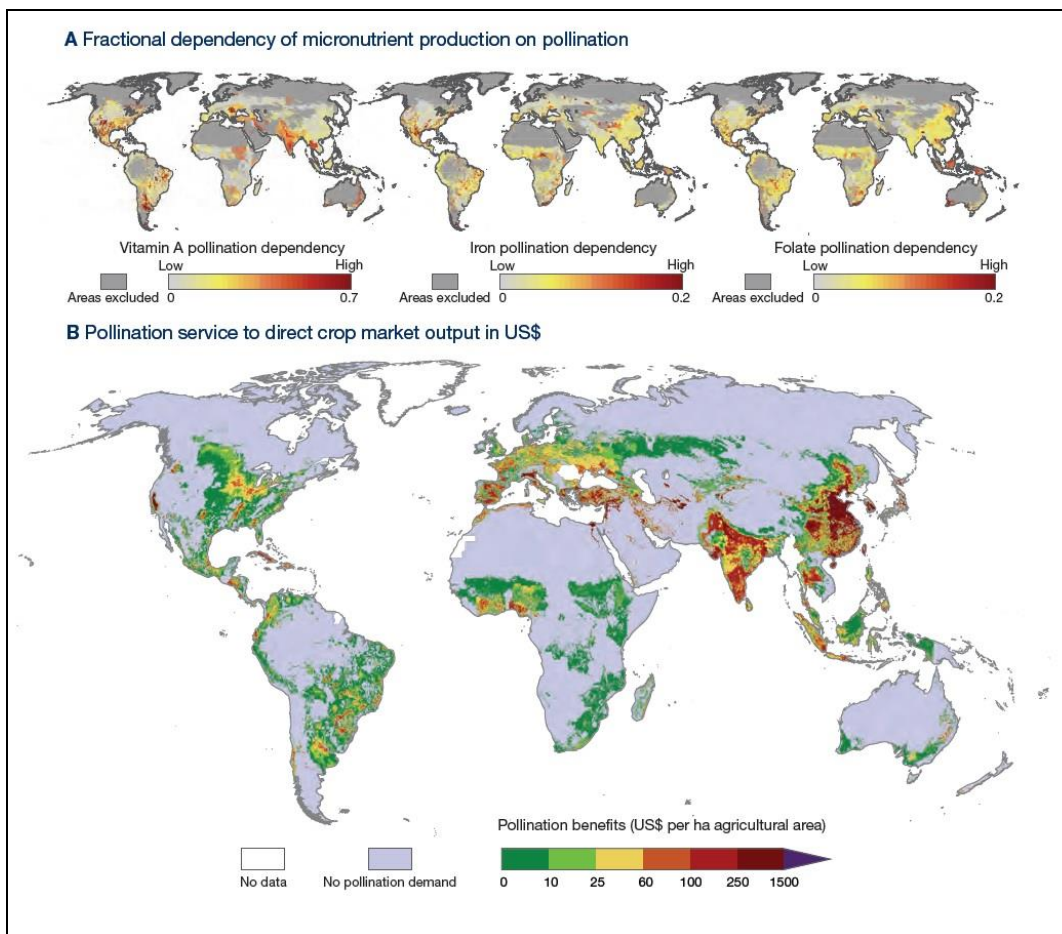 A Fractional dependency of micronutrient production on pollination
Vitamin A pollination dependency
Low High
Areas excluded
0 0.7
Iron pollination dependency
Low High
Areas excluded
0 0.2
Folate pollination dependency
Low High
Areas excluded
0 0.2
B Pollination service to direct crop market output in US$
Pollination benefits (US$ per ha agricultural area)
No data
No pollination demand
0 10 25 60 100 250 1500